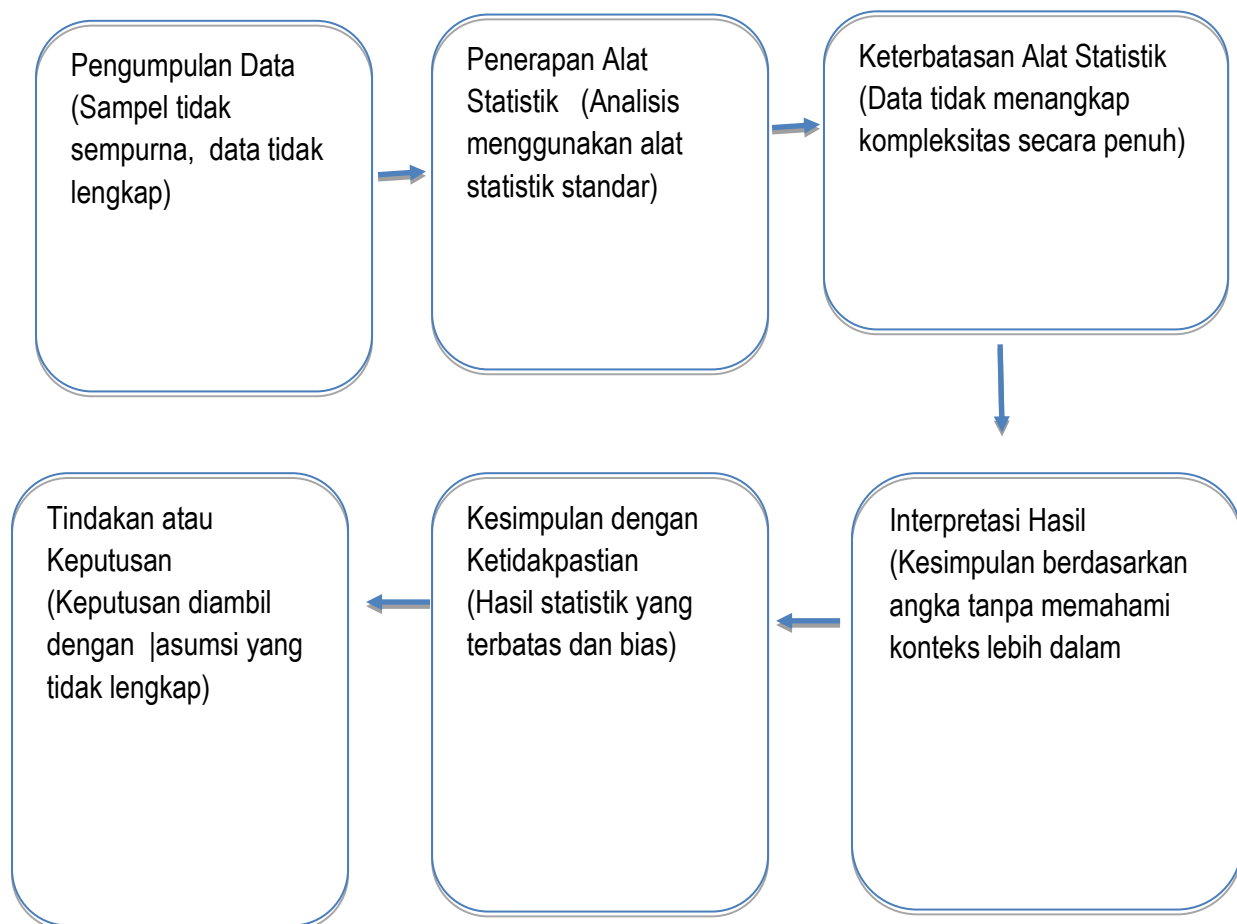 Pengumpulan Data
(Sampel tidak
sempurna,  data tidak
lengkap)
Penerapan Alat
Statistik   (Analisis
menggunakan alat
statistik standar)
Keterbatasan Alat Statistik
(Data tidak menangkap
kompleksitas secara penuh)
Interpretasi Hasil
(Kesimpulan berdasarkan
angka tanpa memahami
konteks lebih dalam
Kesimpulan dengan
Ketidakpastian
(Hasil statistik yang
terbatas dan bias)
Tindakan atau
Keputusan
(Keputusan diambil
dengan  |asumsi yang
tidak lengkap)